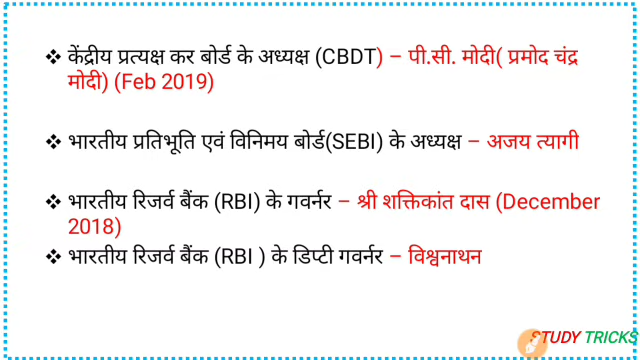 ❖ केंद्रीय प्रत्यक्ष कर बोर्ड के अध्यक्ष (CBDT) – पी.सी. मोदी( प्रमोद चंद्र
मोदी) (Feb 2019)
❖ भारतीय प्रतिभूति एवं विनिमय बोर्ड(SEBI) के अध्यक्ष – अजय त्यागी
❖ भारतीय रिजर्व बैंक (RBI) के गवर्नर – श्री शक्तिकांत दास (December
2018)
❖ भारतीय रिजर्व बैंक (RBI ) के डिप्टी गवर्नर – विश्वनाथन
STUDY TRICKS